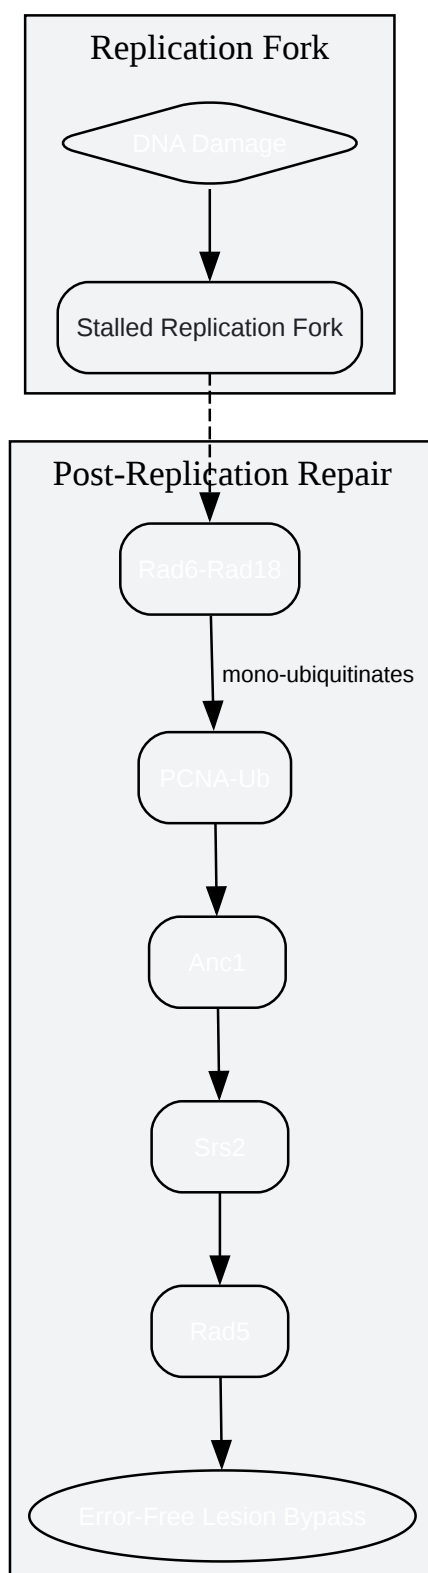 Replication Fork
DNA Damage
Stalled Replication Fork
Post-Replication Repair
Rad6-Rad18
mono-ubiquitinates
PCNA-Ub
Anc1
Srs2
Rad5
Error-Free Lesion Bypass